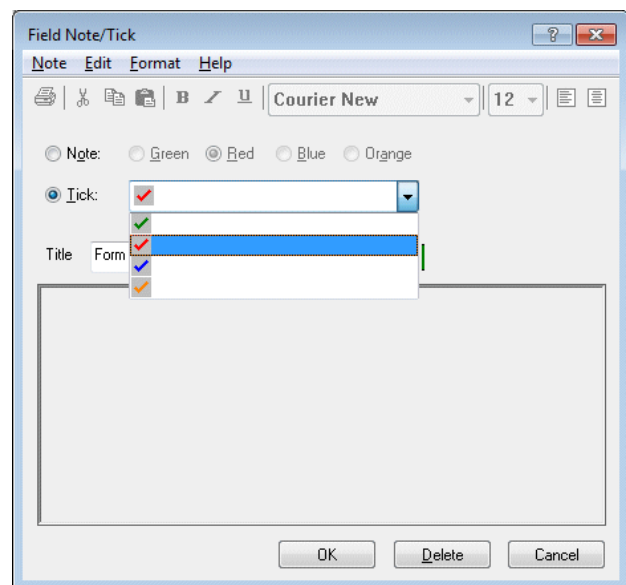 Field Note/Tick
Note Edit Format Help
B I U Courier New 12
Note: Green Red Blue Orange
Tick:
Title Form
OK Delete Cancel